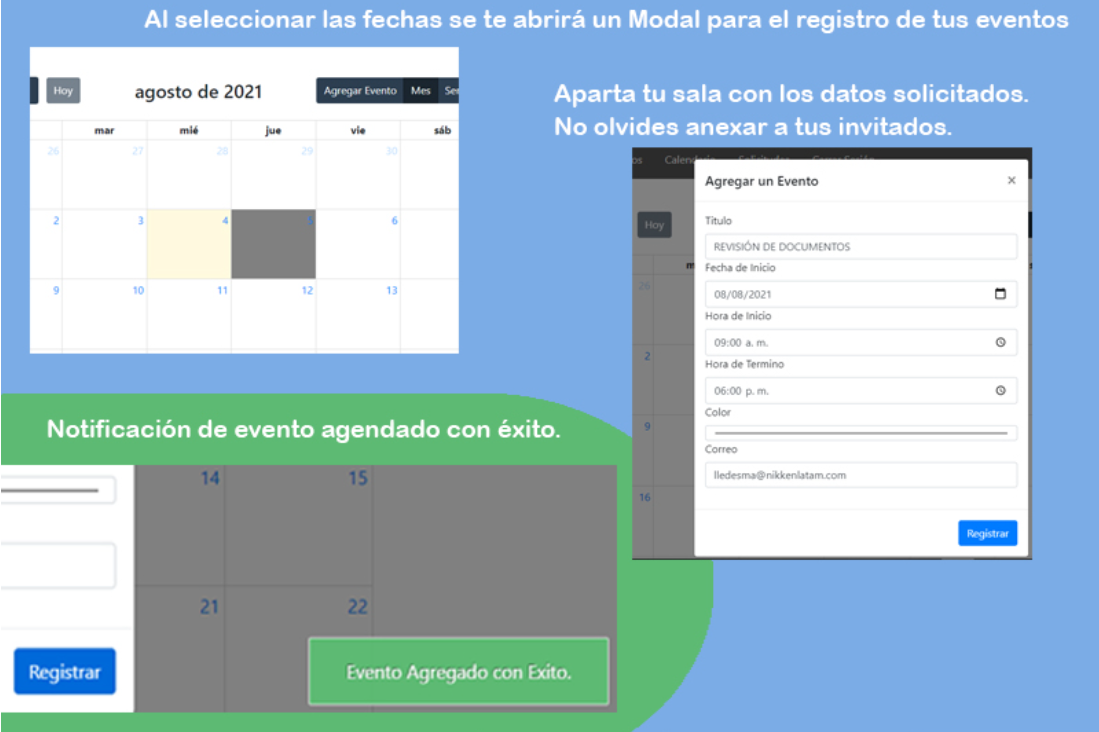 Al seleccionar las fechas se te abrirá un Modal para el registro de tus eventos
Hoy
agosto de 2021
Agregar Evento Mes
mar mié jue vie sáb
26 27 28 29 30
2 3 4 5 6
9 10 11 12 13
Aparta tu sala con los datos solicitados.
No olvides anexar a tus invitados.
Solicitudes Cerrar Sesión
Hoy
26
2
9
16
Agregar un Evento ×
Titulo
REVISIÓN DE DOCUMENTOS
Fecha de Inicio
08/08/2021
Hora de Inicio
09:00 a. m.
Hora de Termino
06:00 p. m.
Color
Correo
lledesma@nikkenlatam.com
Registrar
Notificación de evento agendado con éxito.
14 15
21 22
Registrar
Evento Agregado con Exito.